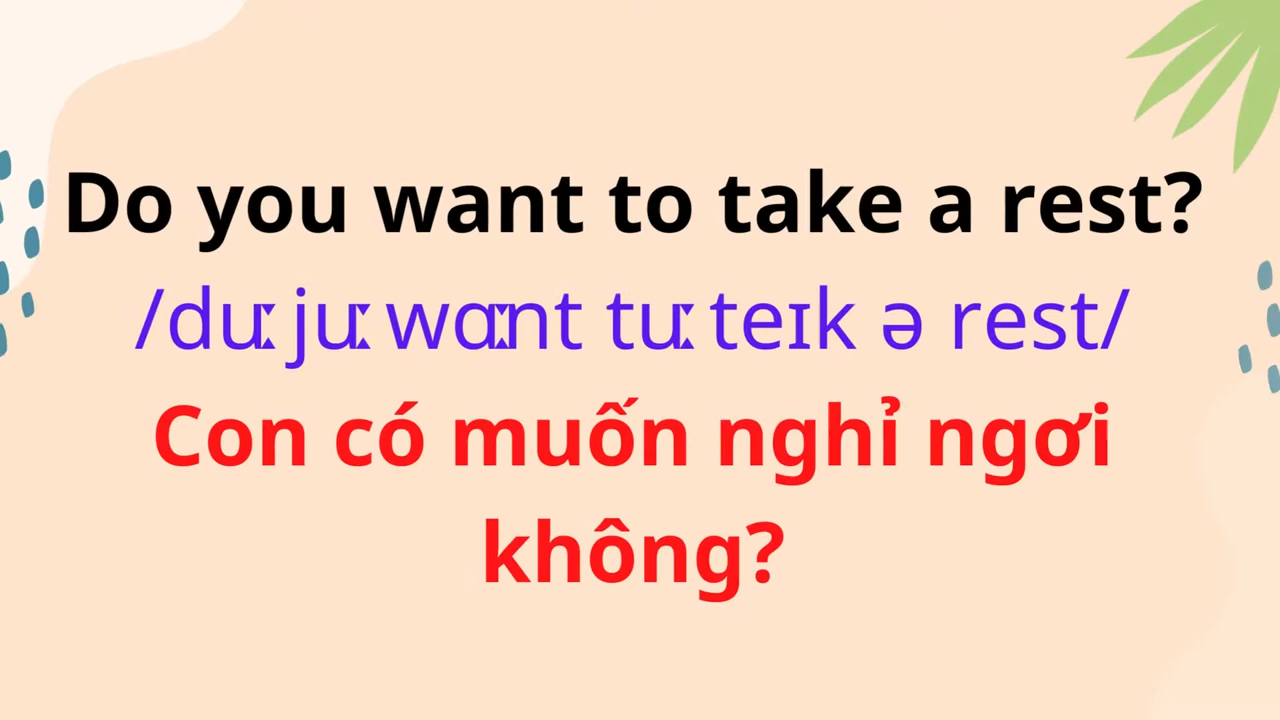 Do you want to take a rest?
/duː juː wɑːnt tuː teɪk ə rest/
Con có muốn nghỉ ngơi
không?